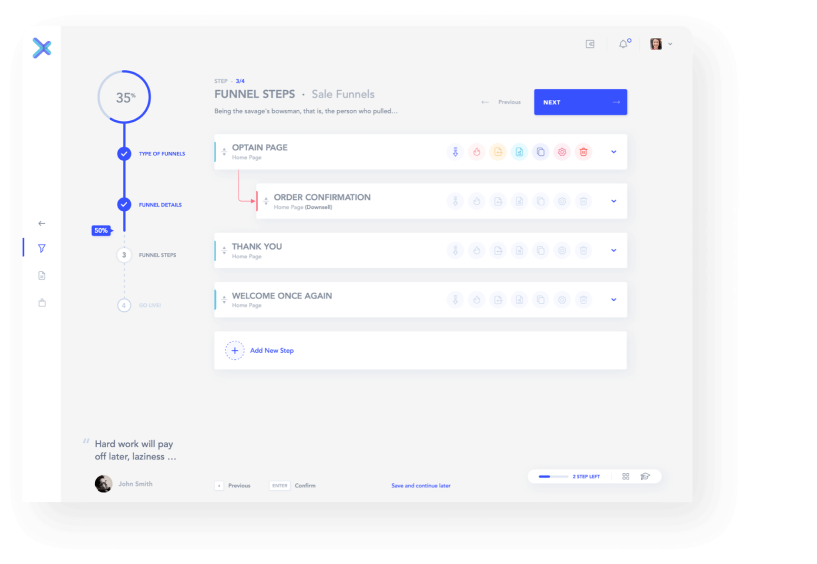 35%
STEP · 2/4
FUNNEL STEPS · Sale Funnels
Being the savage's bowsman, that is, the person who pulled...
← Previous
NEXT →
TYPE OF FUNNELS
FUNNEL DETAILS
50%
3 FUNNEL STEPS
4 GO LIVE!
OPTAIN PAGE
Home Page
ORDER CONFIRMATION
Home Page (Downsell)
THANK YOU
Home Page
WELCOME ONCE AGAIN
Home Page
+ Add New Step
“ Hard work will pay
off later, laziness ...
John Smith
Previous
ENTER Confirm
Save and continue later
2 STEP LEFT